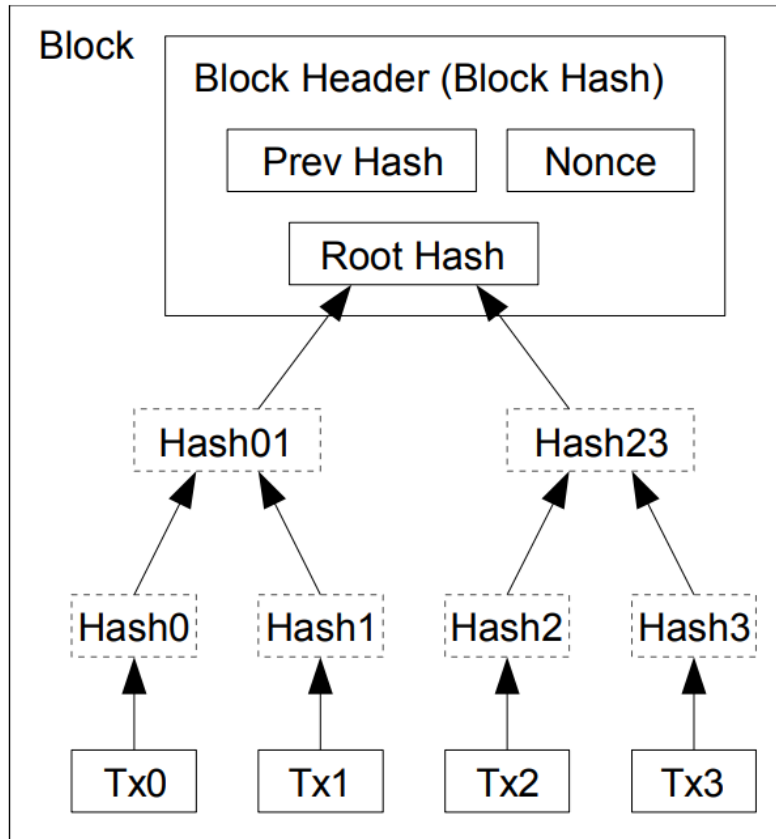 Block
Block Header (Block Hash)
Prev Hash
Nonce
Root Hash
Hash01
Hash23
Hash0
Hash1
Hash2
Hash3
Tx0
Tx1
Tx2
Tx3